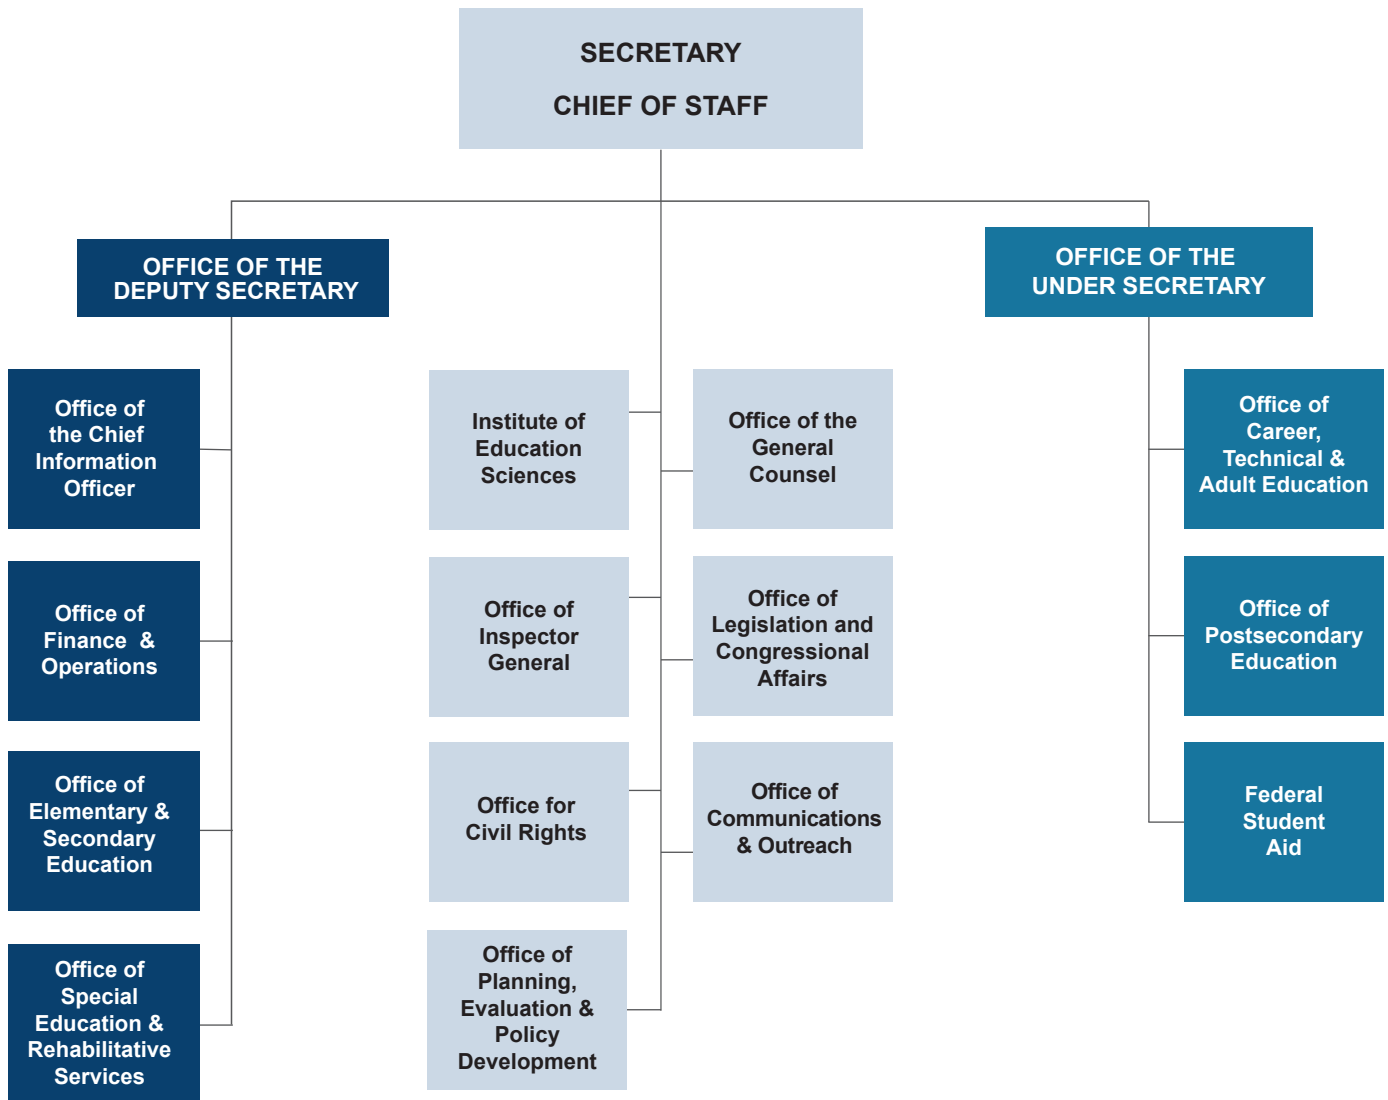 SECRETARY
CHIEF OF STAFF
OFFICE OF THE
DEPUTY SECRETARY
OFFICE OF THE
UNDER SECRETARY
Office of
the Chief
Information
Officer
Office of
Finance & 
Operations
Office of
Elementary &
Secondary
Education
Office of
Special
Education &
Rehabilitative
Services
Institute of
Education
Sciences
Office of
Inspector
General
Office for
Civil Rights
Office of
Planning,
Evaluation &
Policy
Development
Office of the
General
Counsel
Office of
Legislation and
Congressional
Affairs
Office of
Communications
& Outreach
Office of
Career,
Technical &
Adult Education
Office of
Postsecondary
Education
Federal
Student
Aid